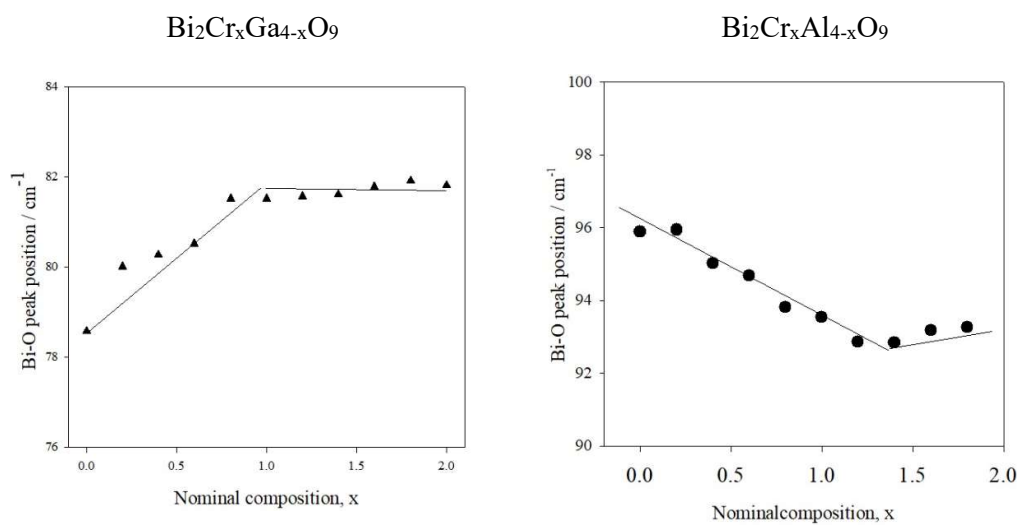 Bi₂CrₓGa₄₋ₓO₉
84
82
80
78
76
Bi-O peak position / cm⁻¹
0.0 0.5 1.0 1.5 2.0
Nominal composition, x
Bi₂CrₓAl₄₋ₓO₉
100
98
96
94
92
90
Bi-O peak position / cm⁻¹
0.0 0.5 1.0 1.5 2.0
Nominalcomposition, x